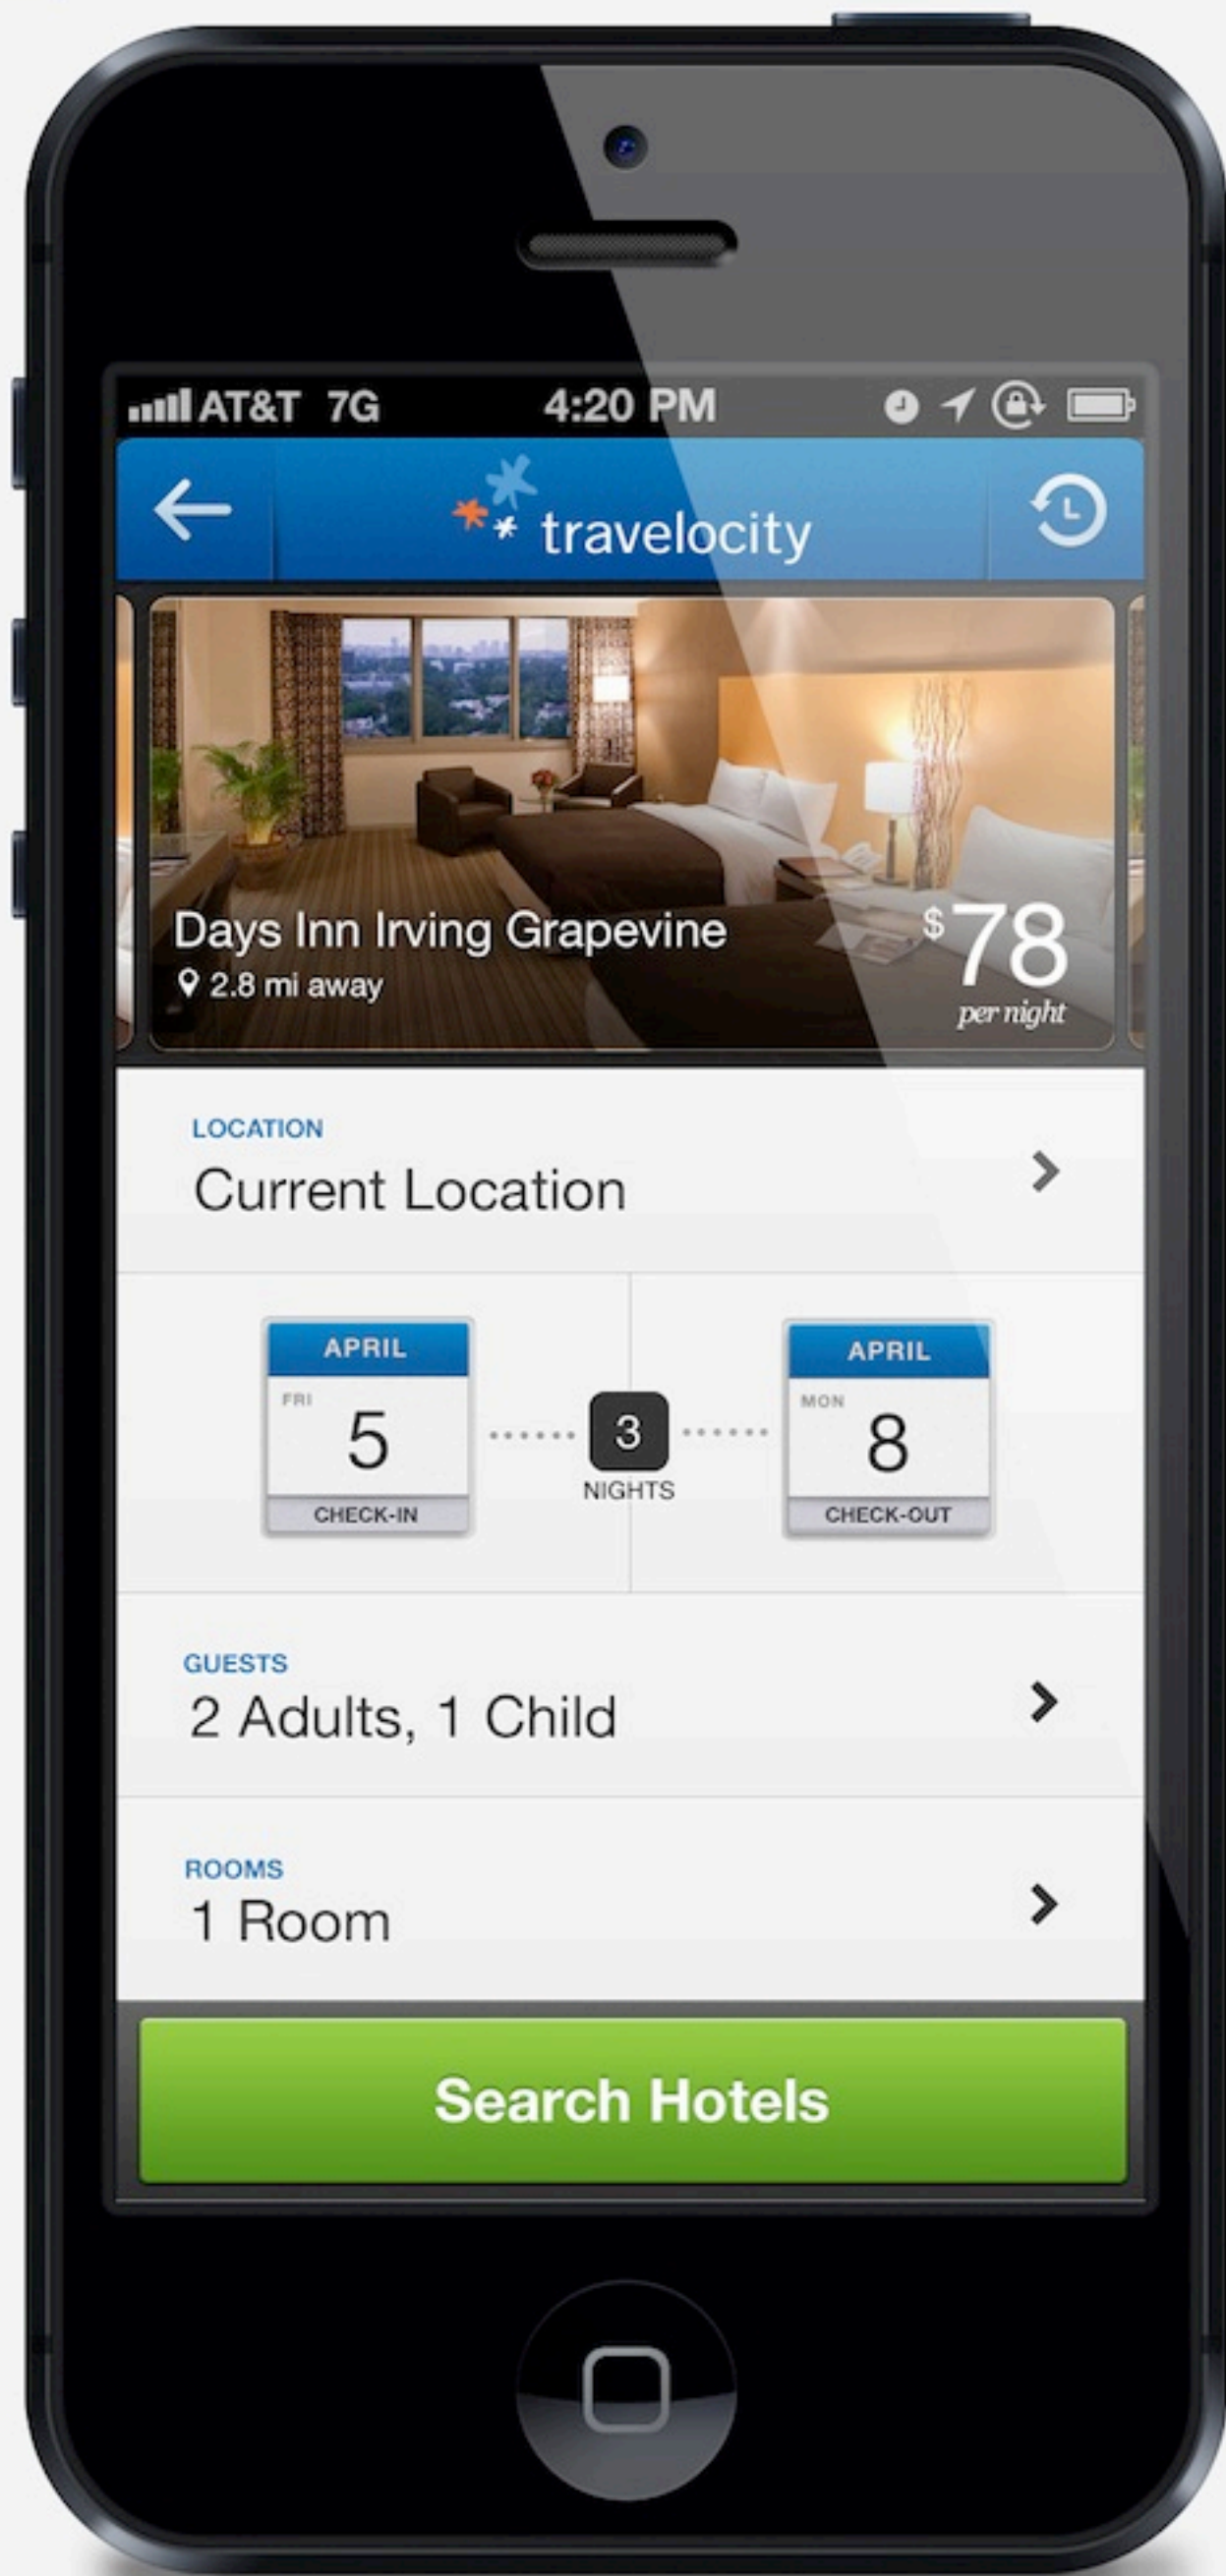 AT&T 7G 4:20 PM
travelocity
Days Inn Irving Grapevine
2.8 mi away
$78
per night
LOCATION
Current Location
APRIL
FRI
5
CHECK-IN
3
NIGHTS
APRIL
MON
8
CHECK-OUT
GUESTS
2 Adults, 1 Child
ROOMS
1 Room
Search Hotels